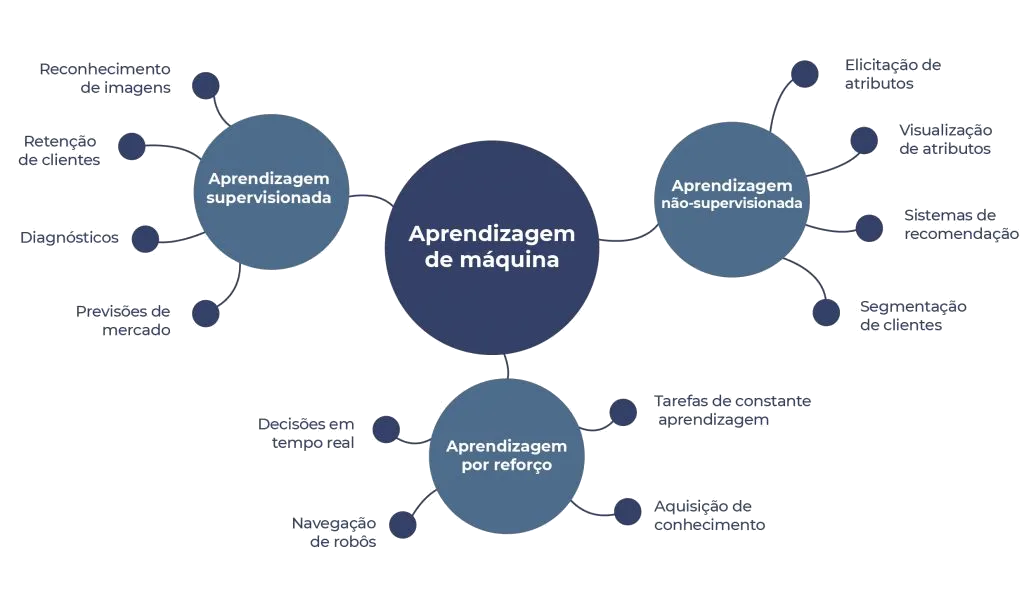 Reconhecimento
de imagens
Retenção
de clientes
Diagnósticos
Previsões de
mercado
Aprendizagem
supervisionada
Aprendizagem
de máquina
Aprendizagem
não-supervisionada
Elicitação de
atributos
Visualização
de atributos
Sistemas de
recomendação
Segmentação
de clientes
Decisões em
tempo real
Navegação
de robôs
Aprendizagem
por reforço
Tarefas de constante
aprendizagem
Aquisição de
conhecimento